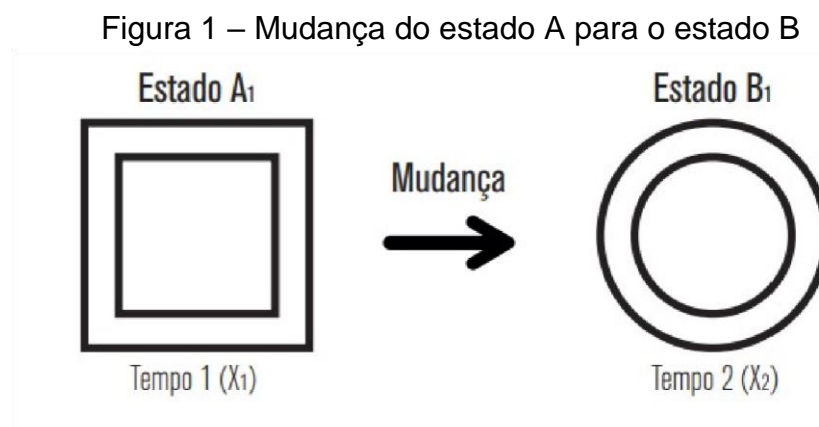 Figura 1 – Mudança do estado A para o estado B
Estado A1
Estado B1
Mudança
Tempo 1 (X1)
Tempo 2 (X2)